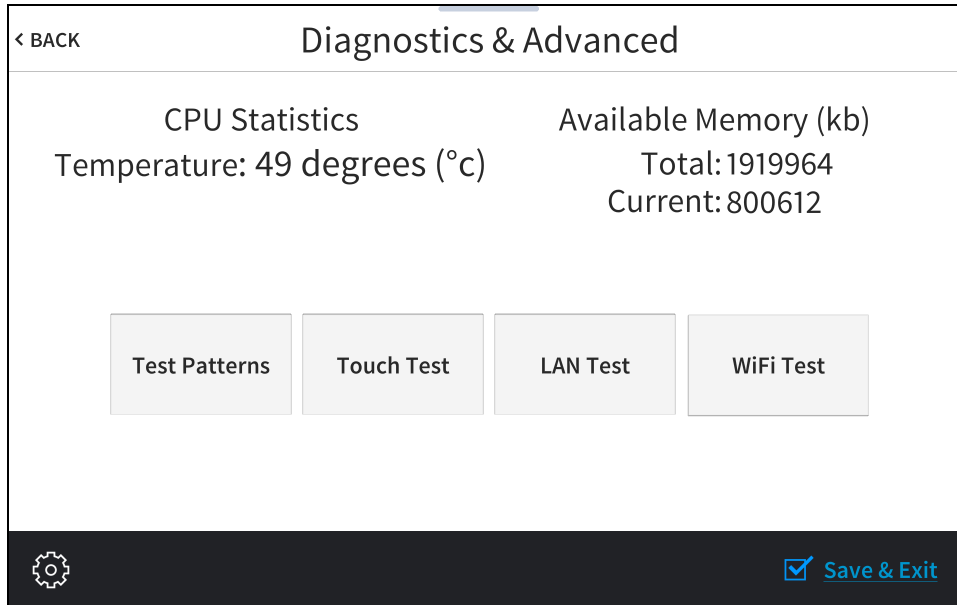 < BACK
Diagnostics & Advanced
CPU Statistics
Temperature: 49 degrees (°c)
Available Memory (kb)
Total: 1919964
Current: 800612
Test Patterns
Touch Test
LAN Test
WiFi Test
Save & Exit